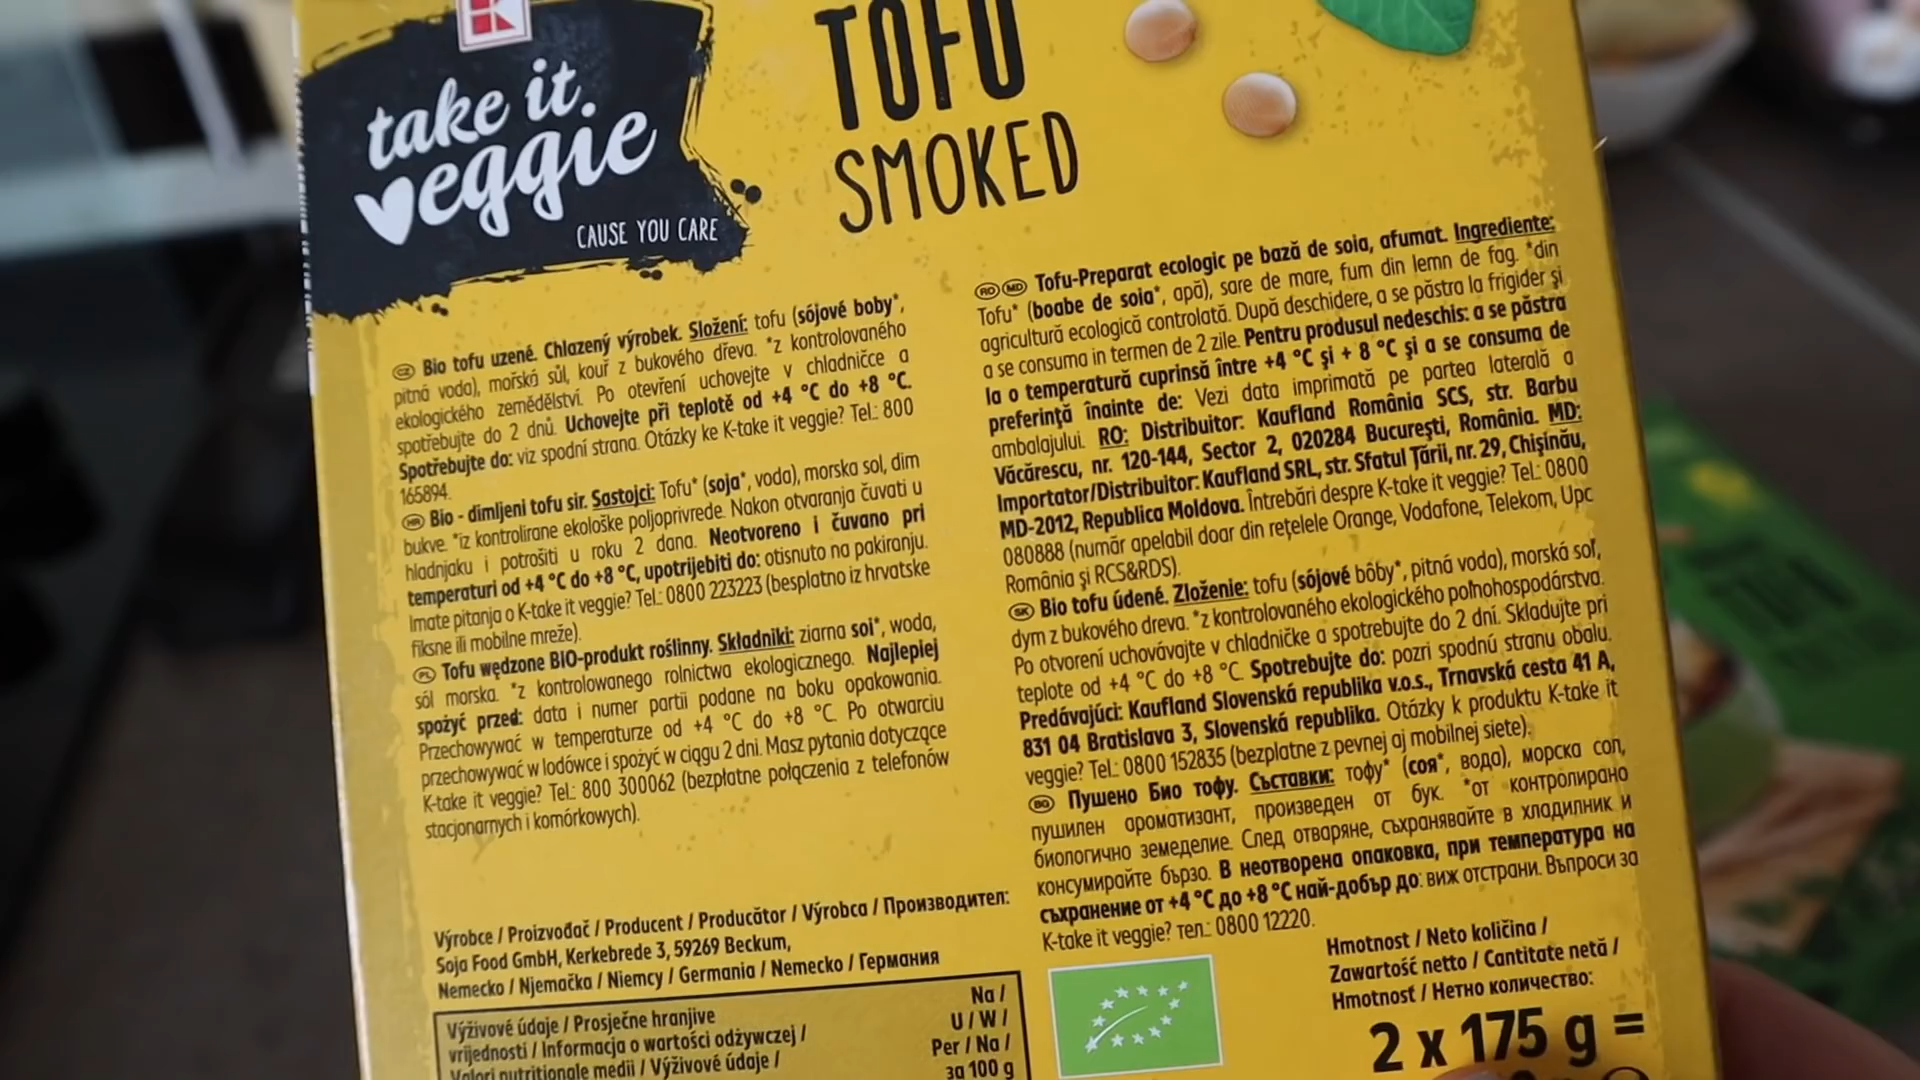 K
take it
veggie
CAUSE YOU CARE
TOFU
SMOKED
CZ Bio tofu uzené. Chlazený výrobek. Složení: tofu (sójové boby*,
pitná voda), mořská sůl, kouř z bukového dřeva. *z kontrolovaného
ekologického zemědělství. Po otevření uchovejte v chladničce a
spotřebujte do 2 dnů. Uchovejte při teplotě od +4 °C do +8 °C.
Spotřebujte do: viz spodní strana. Otázky ke K-take it veggie? Tel.: 800
165894.
HR Bio - dimljeni tofu sir. Sastojci: Tofu* (soja*, voda), morska sol, dim
bukve. *iz kontrolirane ekološke poljoprivrede. Nakon otvaranja čuvati u
hladnjaku i potrošiti u roku 2 dana. Neotvoreno i čuvano pri
temperaturi od +4 °C do +8 °C, upotrijebiti do: otisnuto na pakiranju.
Imate pitanja o K-take it veggie? Tel.: 0800 223223 (besplatno iz hrvatske
fiksne ili mobilne mreže).
PL Tofu wędzone BIO-produkt roślinny. Składniki: ziarna soi*, woda,
sól morska. *z kontrolowanego rolnictwa ekologicznego. Najlepiej
spożyć przed: data i numer partii podane na boku opakowania.
Przechowywać w temperaturze od +4 °C do +8 °C. Po otwarciu
przechowywać w lodówce i spożyć w ciągu 2 dni. Masz pytania dotyczące
K-take it veggie? Tel.: 800 300062 (bezpłatne połączenia z telefonów
stacjonarnych i komórkowych).
RO MD Tofu-Preparat ecologic pe bază de soia, afumat. Ingrediente:
Tofu* (boabe de soia*, apă), sare de mare, fum din lemn de fag. *din
agricultură ecologică controlată. După deschidere, a se păstra la frigider și
a se consuma in termen de 2 zile. Pentru produsul nedeschis: a se păstra
la o temperatură cuprinsă între +4 °C și + 8 °C și a se consuma de
preferință înainte de: Vezi data imprimată pe partea laterală a
ambalajului. RO: Distribuitor: Kaufland România SCS, str. Barbu
Văcărescu, nr. 120-144, Sector 2, 020284 București, România. MD:
Importator/Distribuitor: Kaufland SRL, str. Sfatul Țării, nr. 29, Chișinău,
MD-2012, Republica Moldova. Întrebări despre K-take it veggie? Tel.: 0800
080888 (număr apelabil doar din rețelele Orange, Vodafone, Telekom, Upc
România și RCS&RDS).
SK Bio tofu údené. Zloženie: tofu (sójové bôby*, pitná voda), morská soľ,
dym z bukového dreva. *z kontrolovaného ekologického poľnohospodárstva.
Po otvorení uchovávajte v chladničke a spotrebujte do 2 dní. Skladujte pri
teplote od +4 °C do +8 °C. Spotrebujte do: pozri spodnú stranu obalu.
Predávajúci: Kaufland Slovenská republika v.o.s., Trnavská cesta 41 A,
831 04 Bratislava 3, Slovenská republika. Otázky k produktu K-take it
veggie? Tel.: 0800 152835 (bezplatne z pevnej aj mobilnej siete).
BG Пушено Био тофу. Съставки: тофу* (соя*, вода), морска сол,
пушилен ароматизант, произведен от бук. *от контролирано
биологично земеделие. След отваряне, съхранявайте в хладилник и
консумирайте бързо. В неотворена опаковка, при температура на
съхранение от +4 °C до +8 °C най-добър до: виж отстрани. Въпроси за
K-take it veggie? тел.: 0800 12220.
Výrobce / Proizvođač / Producent / Producător / Výrobca / Производител:
Soja Food GmbH, Kerkebrede 3, 59269 Beckum,
Nemecko / Njemačka / Niemcy / Germania / Nemecko / Германия
Výživové údaje / Prosječne hranjive
vrijednosti / Informacja o wartości odżywczej /
Valori nutriționale medii / Výživové údaje /
Na /
U / W /
Per / Na /
за 100 g
Hmotnost / Neto količina /
Zawartość netto / Cantitate netă /
Hmotnosť / Нетно количество:
2 x 175 g =